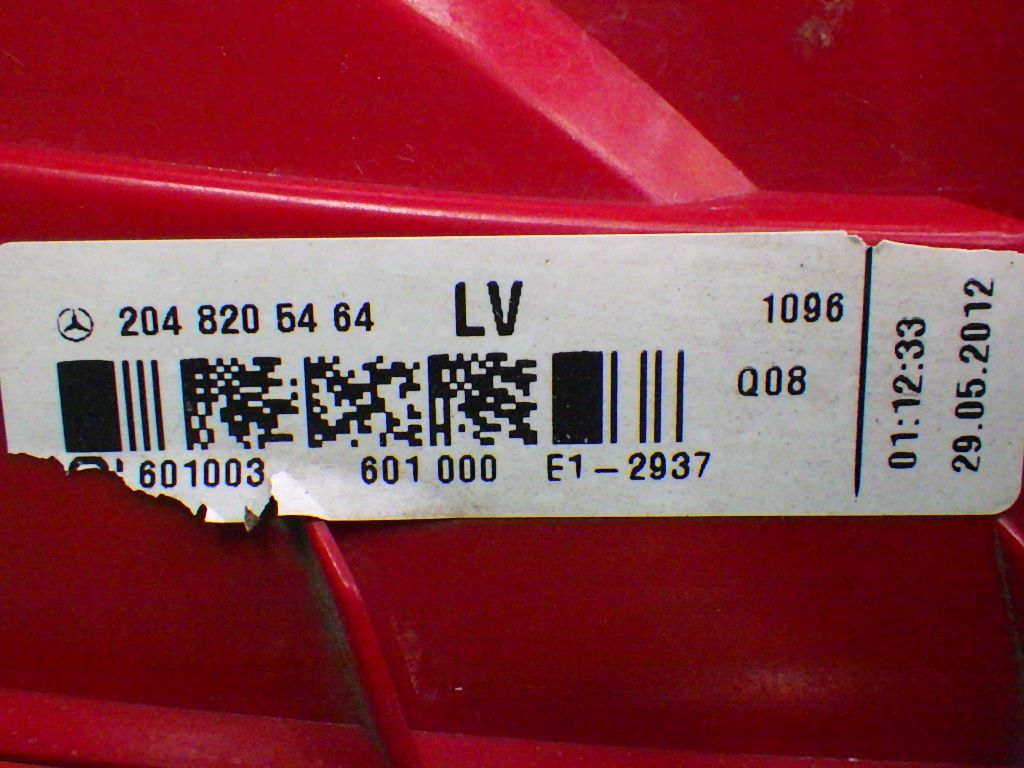 204 820 54 64 LV 1096
Q08
601003 601 000 E1-2937
01:12:33
29.05.2012